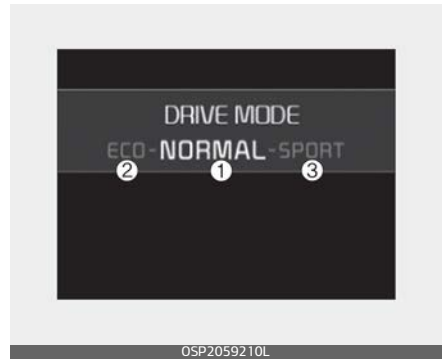 DRIVE MODE
ECO-NORMAL-SPORT
② ① ③
OSP2059210L